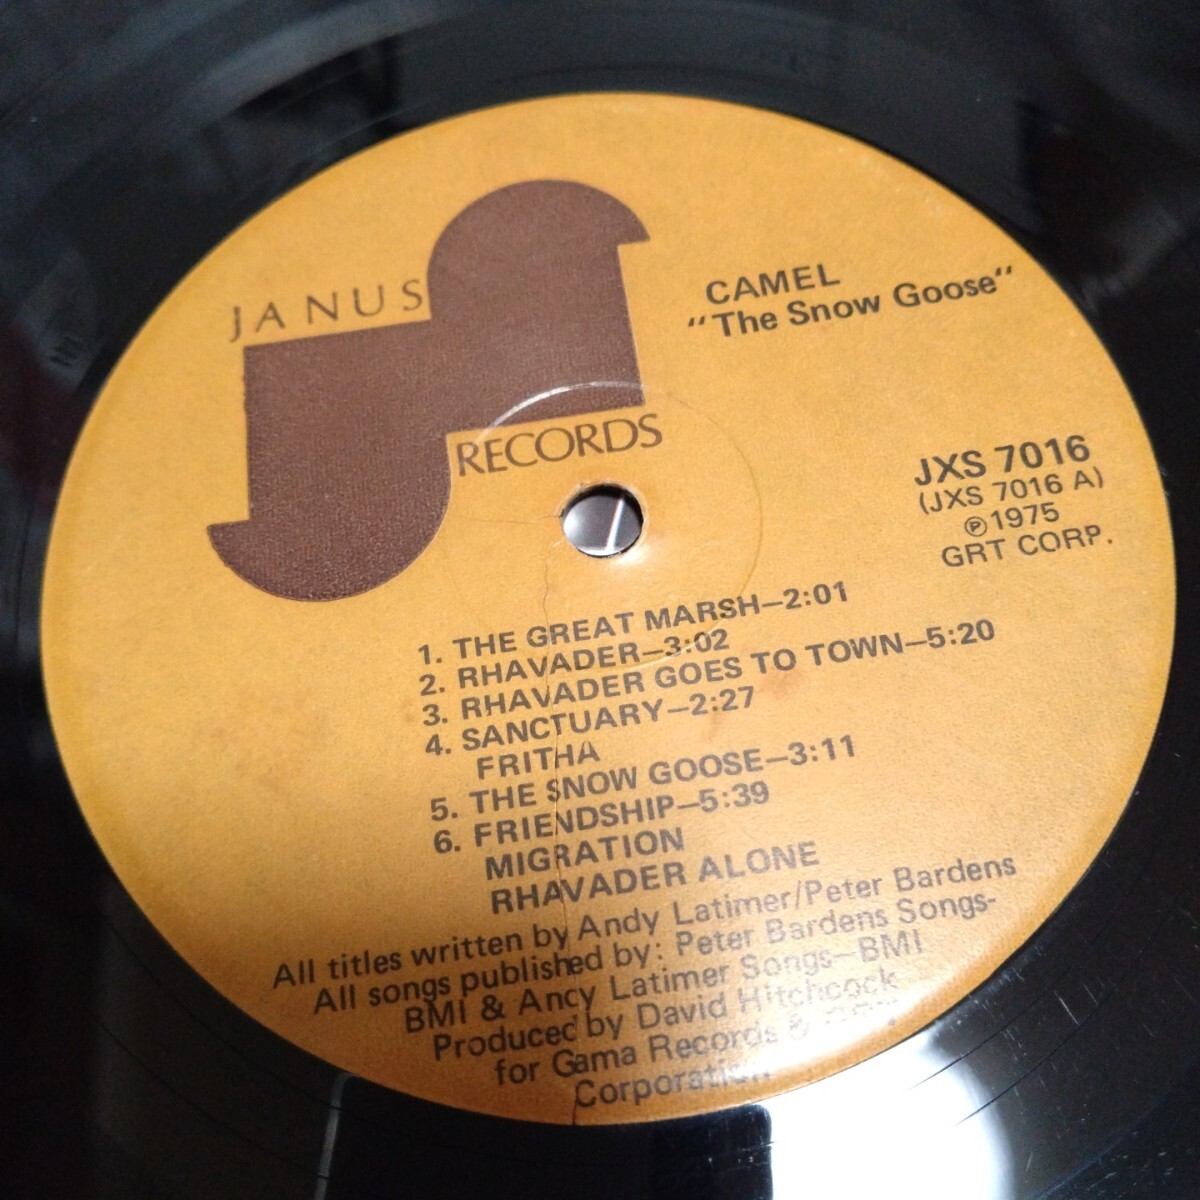 JANUS
RECORDS
CAMEL
"The Snow Goose"
JXS 7016
(JXS 7016 A)
℗1975
GRT CORP.
1. THE GREAT MARSH—2:01
2. RHAVADER—3:02
3. RHAVADER GOES TO TOWN—5:20
4. SANCTUARY—2:27
FRITHA
5. THE SNOW GOOSE—3:11
6. FRIENDSHIP—5:39
MIGRATION
RHAVADER ALONE
All titles written by Andy Latimer/Peter Bardens
All songs published by: Peter Bardens Songs-
BMI & Andy Latimer Songs—BMI
Produced by David Hitchcock
for Gama Records &
Corporation